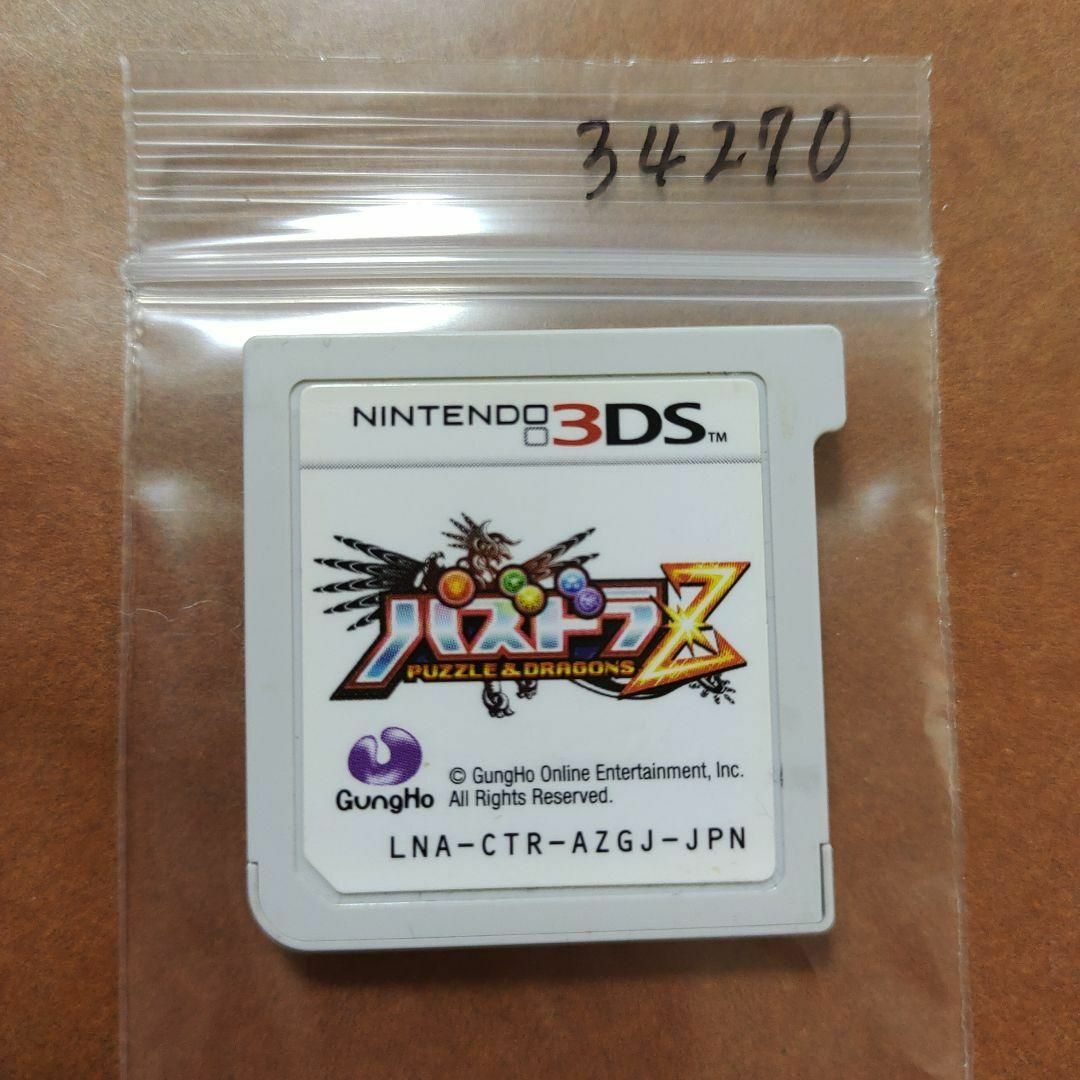 34270
NINTENDO 3DS™
パズドラZ
PUZZLE & DRAGONS
GungHo
© GungHo Online Entertainment, Inc.
All Rights Reserved.
LNA-CTR-AZGJ-JPN